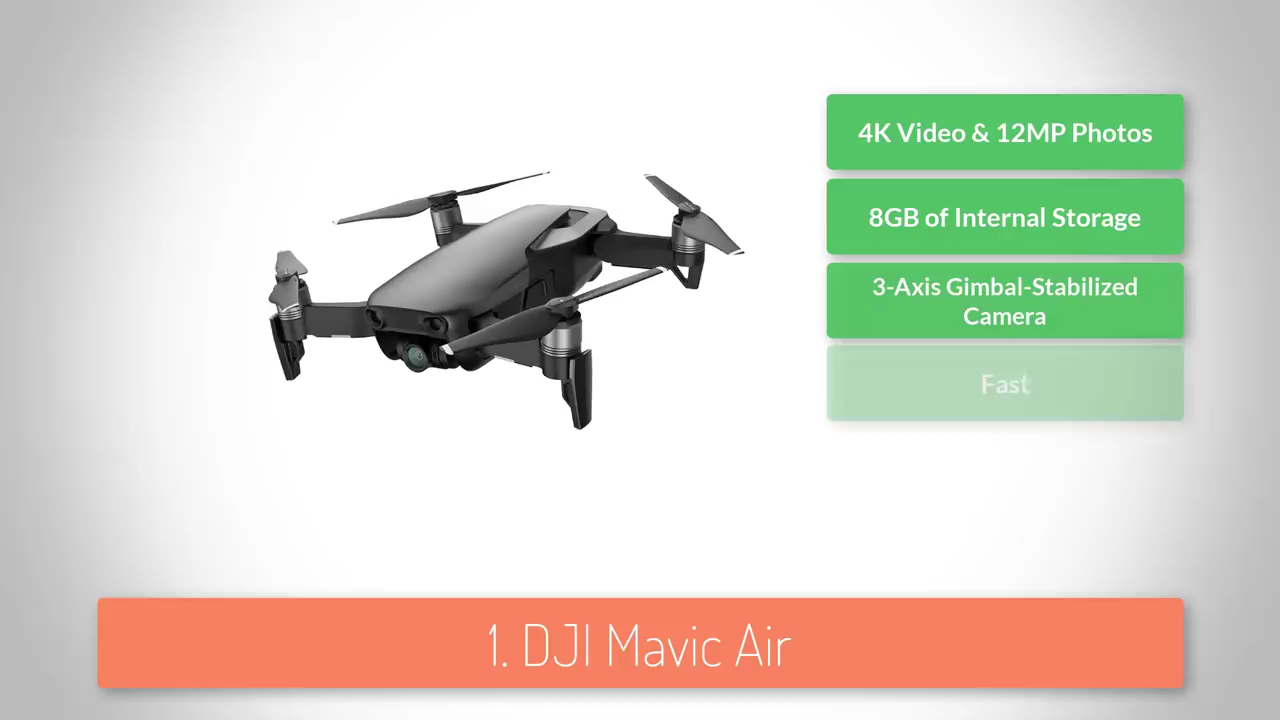 4K Video & 12MP Photos
8GB of Internal Storage
3-Axis Gimbal-Stabilized
Camera
Fast
1. DJI Mavic Air